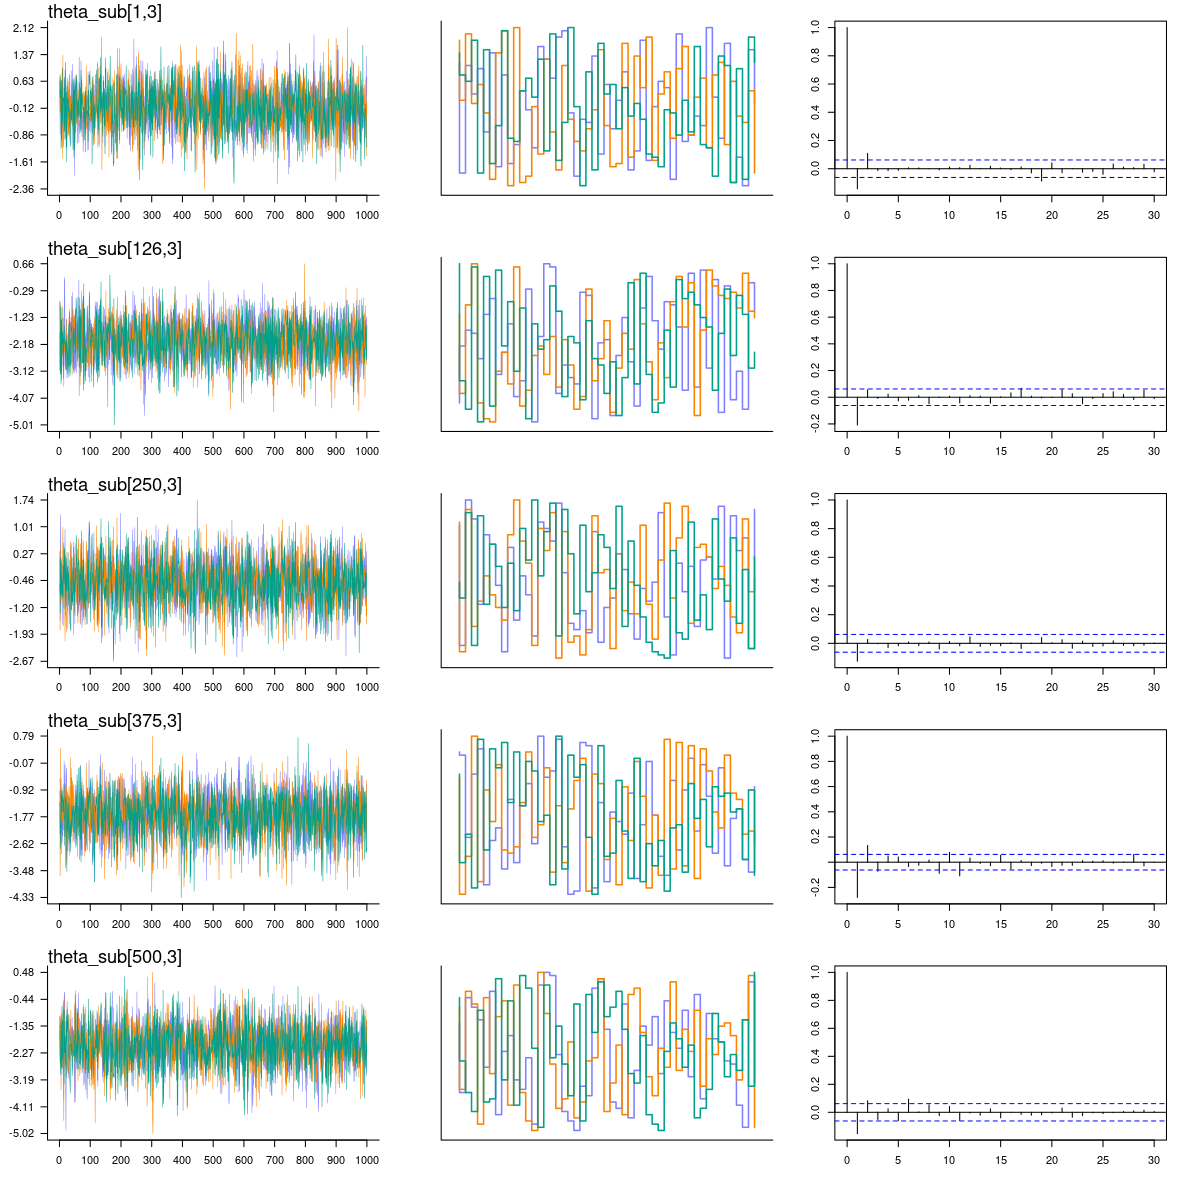 theta_sub[1,3]
2.12
1.37
0.63
-0.12
-0.86
-1.61
-2.36
0 100 200 300 400 500 600 700 800 900 1000
0.0 0.2 0.4 0.6 0.8 1.0
0 5 10 15 20 25 30
theta_sub[126,3]
0.66
-0.29
-1.23
-2.18
-3.12
-4.07
-5.01
0 100 200 300 400 500 600 700 800 900 1000
-0.2 0.0 0.2 0.4 0.6 0.8 1.0
0 5 10 15 20 25 30
theta_sub[250,3]
1.74
1.01
0.27
-0.46
-1.20
-1.93
-2.67
0 100 200 300 400 500 600 700 800 900 1000
0.0 0.2 0.4 0.6 0.8 1.0
0 5 10 15 20 25 30
theta_sub[375,3]
0.79
-0.07
-0.92
-1.77
-2.62
-3.48
-4.33
0 100 200 300 400 500 600 700 800 900 1000
-0.2 0.2 0.4 0.6 0.8 1.0
0 5 10 15 20 25 30
theta_sub[500,3]
0.48
-0.44
-1.35
-2.27
-3.19
-4.11
-5.02
0 100 200 300 400 500 600 700 800 900 1000
0.0 0.2 0.4 0.6 0.8 1.0
0 5 10 15 20 25 30